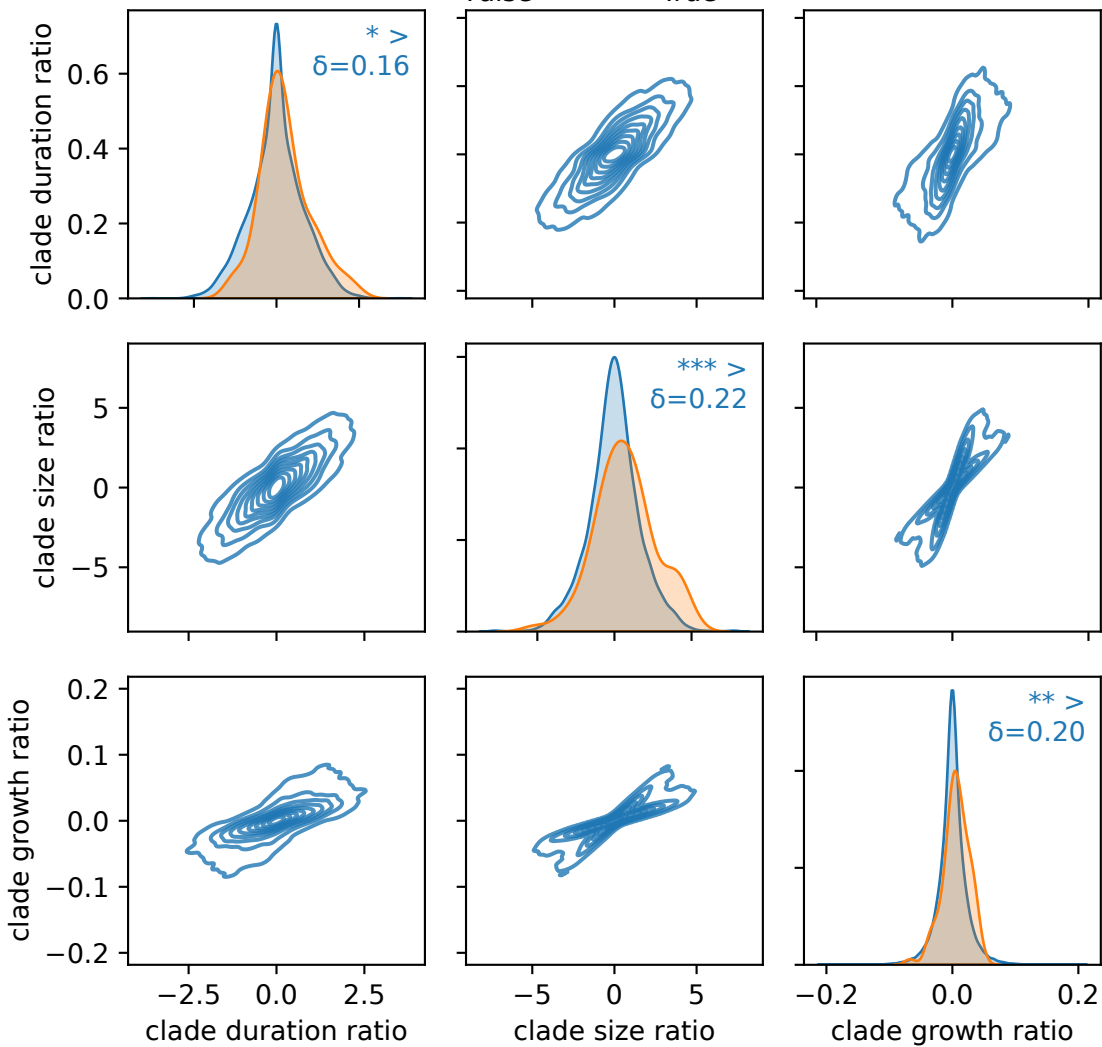 False True
clade duration ratio
0.6
0.4
0.2
0.0
* >
δ=0.16
clade size ratio
5
0
−5
*** >
δ=0.22
clade growth ratio
0.2
0.1
0.0
−0.1
−0.2
** >
δ=0.20
−2.5 0.0 2.5
−5 0 5
−0.2 0.0 0.2
clade duration ratio
clade size ratio
clade growth ratio